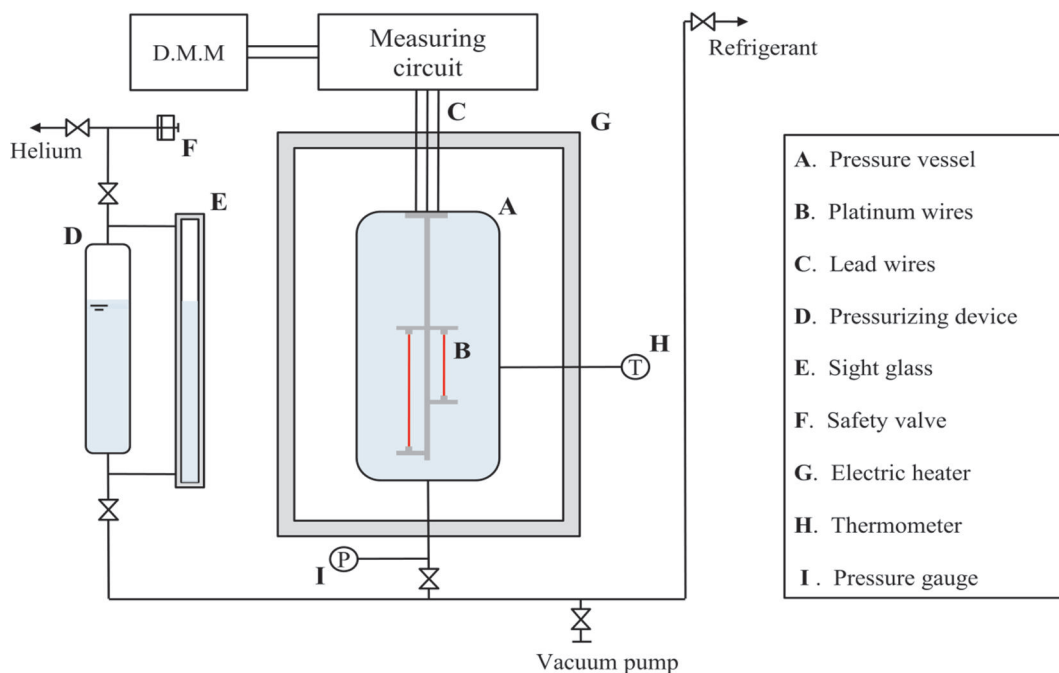 D.M.M
Measuring
circuit
Refrigerant
C
G
Helium
F
E
A
D
B
H
T
I
P
Vacuum pump
A. Pressure vessel
B. Platinum wires
C. Lead wires
D. Pressurizing device
E. Sight glass
F. Safety valve
G. Electric heater
H. Thermometer
I . Pressure gauge